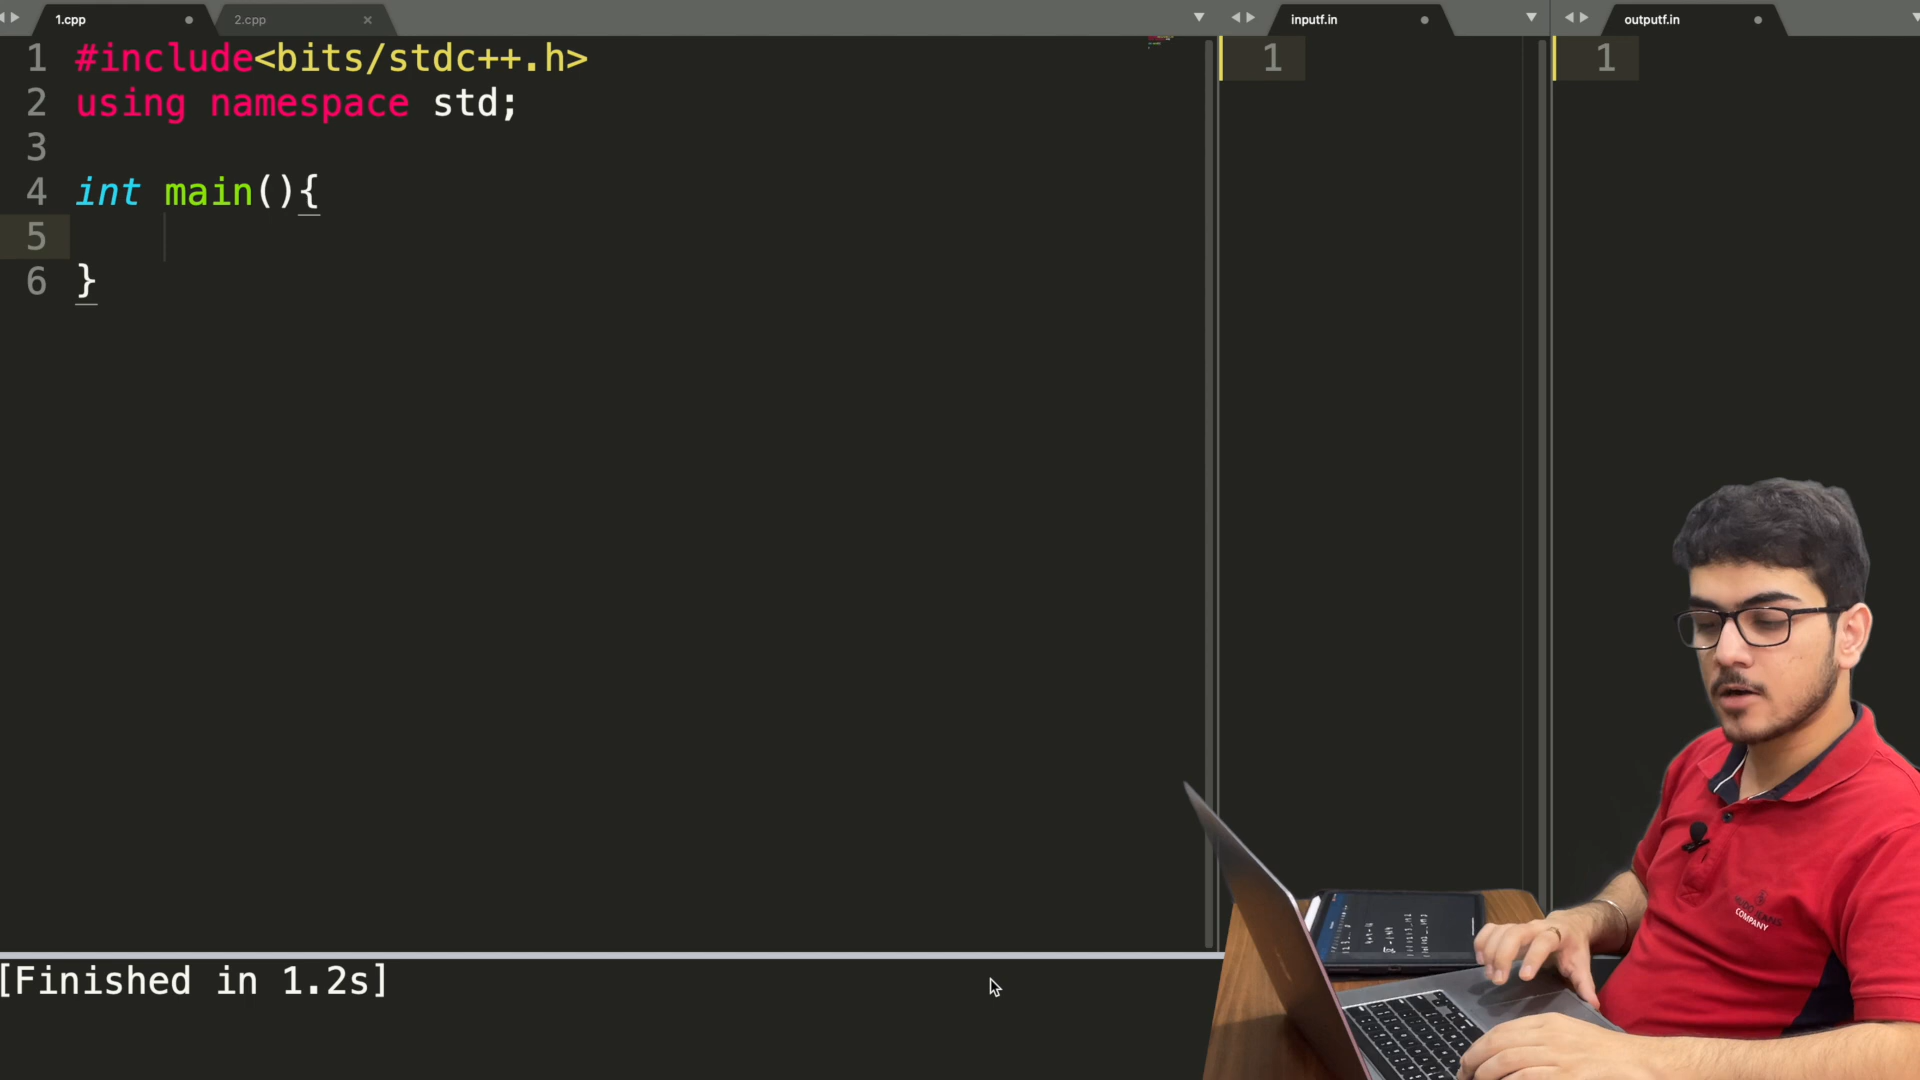 1.cpp
2.cpp
inputf.in
outputf.in
1 #include<bits/stdc++.h>
2 using namespace std;
3
4 int main(){
5
6 }
1
1
[Finished in 1.2s]
COMPANY